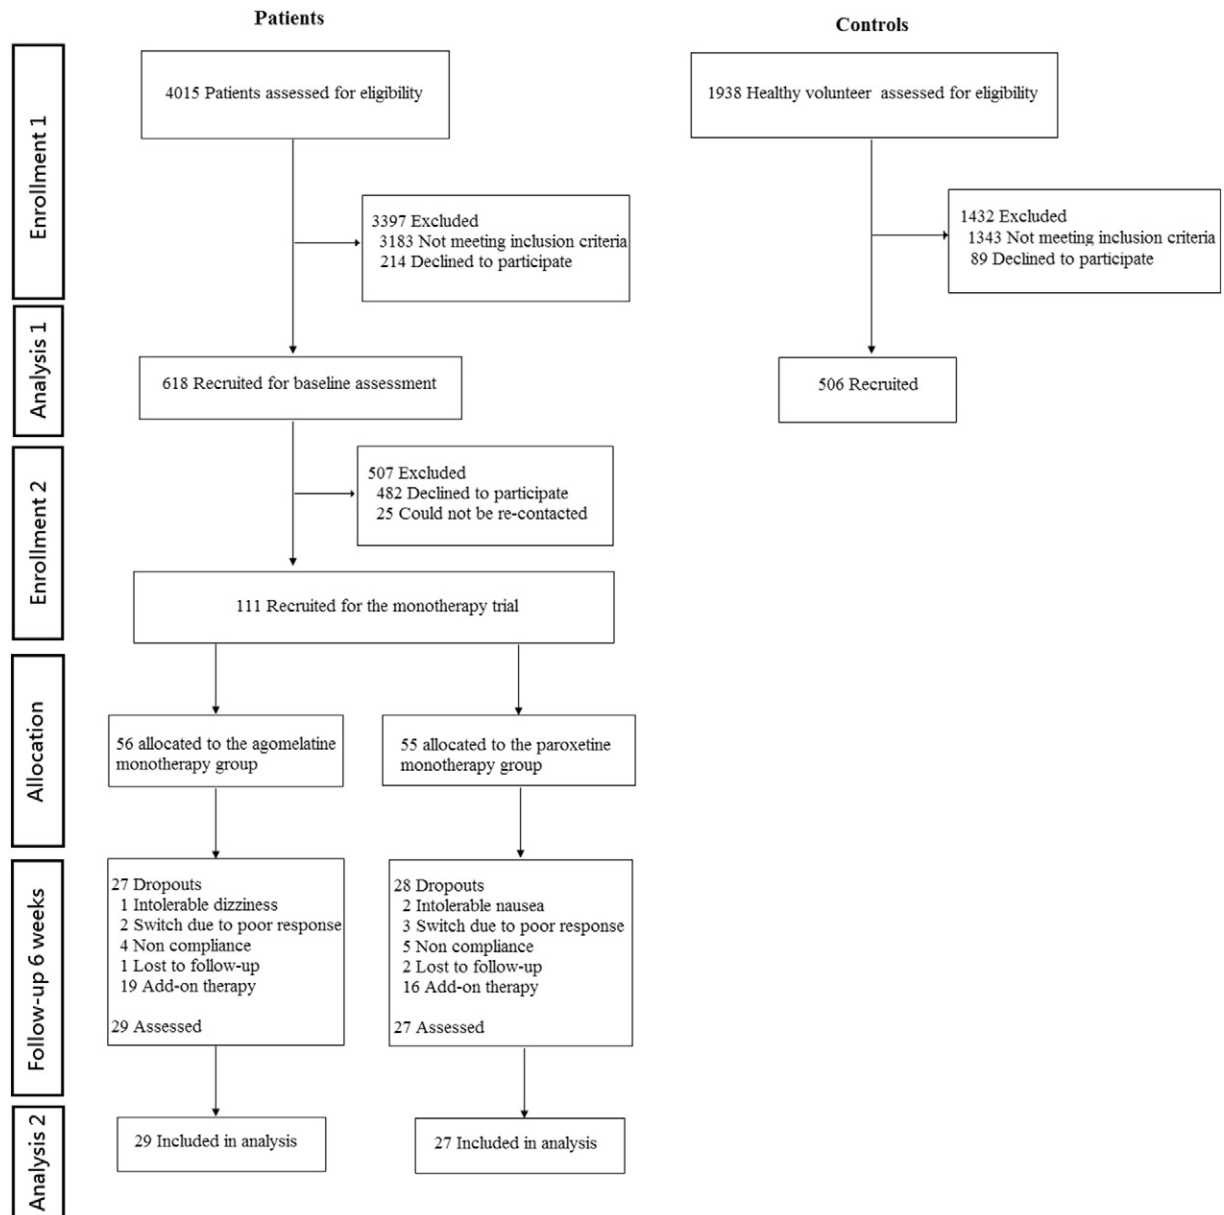 Patients
Controls
Enrollment 1
4015 Patients assessed for eligibility
1938 Healthy volunteer assessed for eligibility
3397 Excluded
3183 Not meeting inclusion criteria
214 Declined to participate
1432 Excluded
1343 Not meeting inclusion criteria
89 Declined to participate
Analysis 1
618 Recruited for baseline assessment
506 Recruited
Enrollment 2
507 Excluded
482 Declined to participate
25 Could not be re-contacted
111 Recruited for the monotherapy trial
Allocation
56 allocated to the agomelatine
monotherapy group
55 allocated to the paroxetine
monotherapy group
Follow-up 6 weeks
27 Dropouts
1 Intolerable dizziness
2 Switch due to poor response
4 Non compliance
1 Lost to follow-up
19 Add-on therapy
29 Assessed
28 Dropouts
2 Intolerable nausea
3 Switch due to poor response
5 Non compliance
2 Lost to follow-up
16 Add-on therapy
27 Assessed
Analysis 2
29 Included in analysis
27 Included in analysis